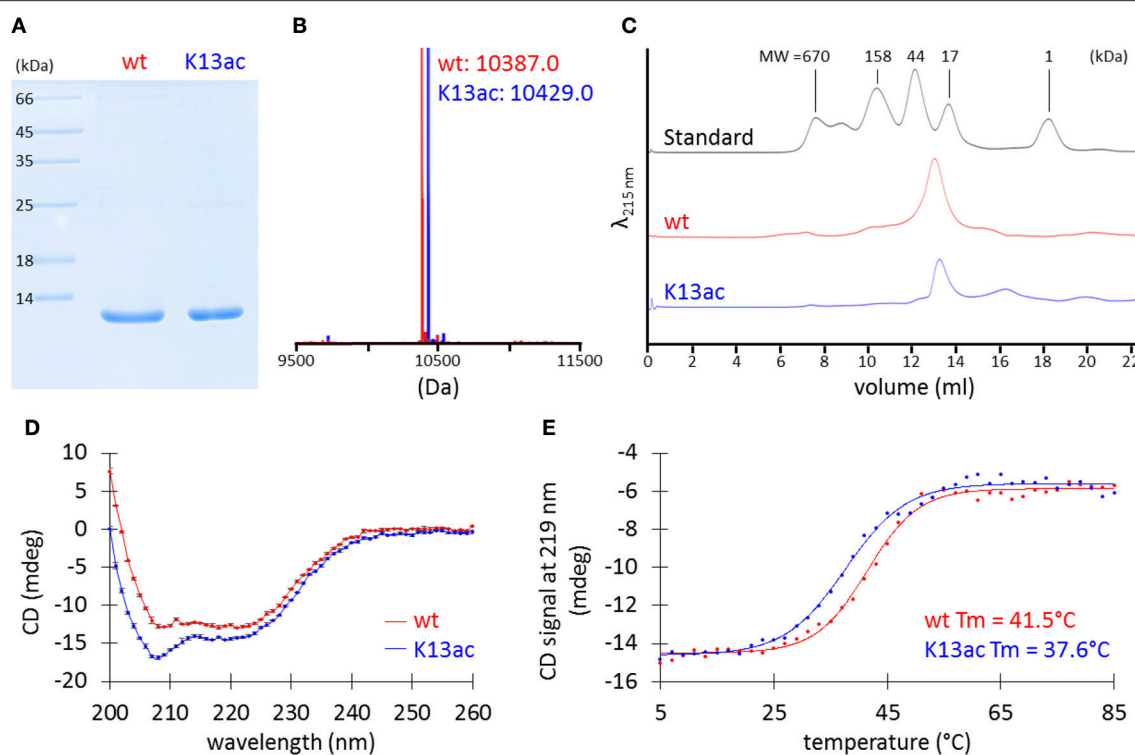 A
(kDa)
wt
K13ac
66
45
35
25
18
14
B
wt: 10387.0
K13ac: 10429.0
9500
10500
11500
(Da)
C
MW =670
158
44
17
1
(kDa)
Standard
wt
K13ac
λ215 nm
0
2
4
6
8
10
12
14
16
18
20
22
volume (ml)
D
10
5
0
-5
-10
-15
-20
CD (mdeg)
wt
K13ac
200
210
220
230
240
250
260
wavelength (nm)
E
-4
-6
-8
-10
-12
-14
-16
CD signal at 219 nm
(mdeg)
wt Tm = 41.5°C
K13ac Tm = 37.6°C
5
25
45
65
85
temperature (°C)